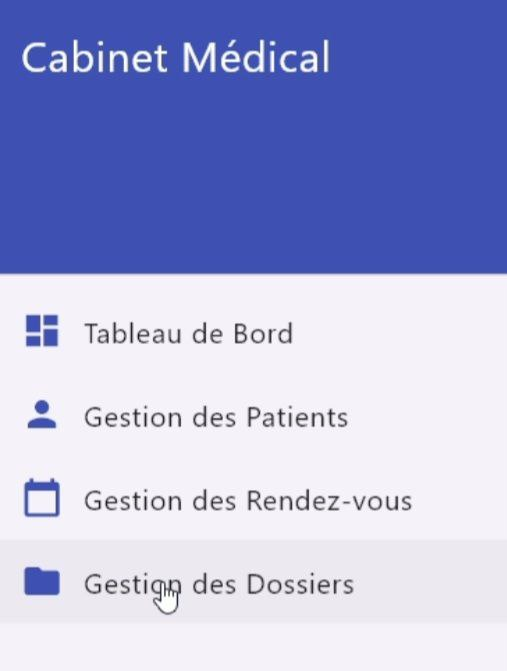 Cabinet Médical
Tableau de Bord
Gestion des Patients
Gestion des Rendez-vous
Gestion des Dossiers